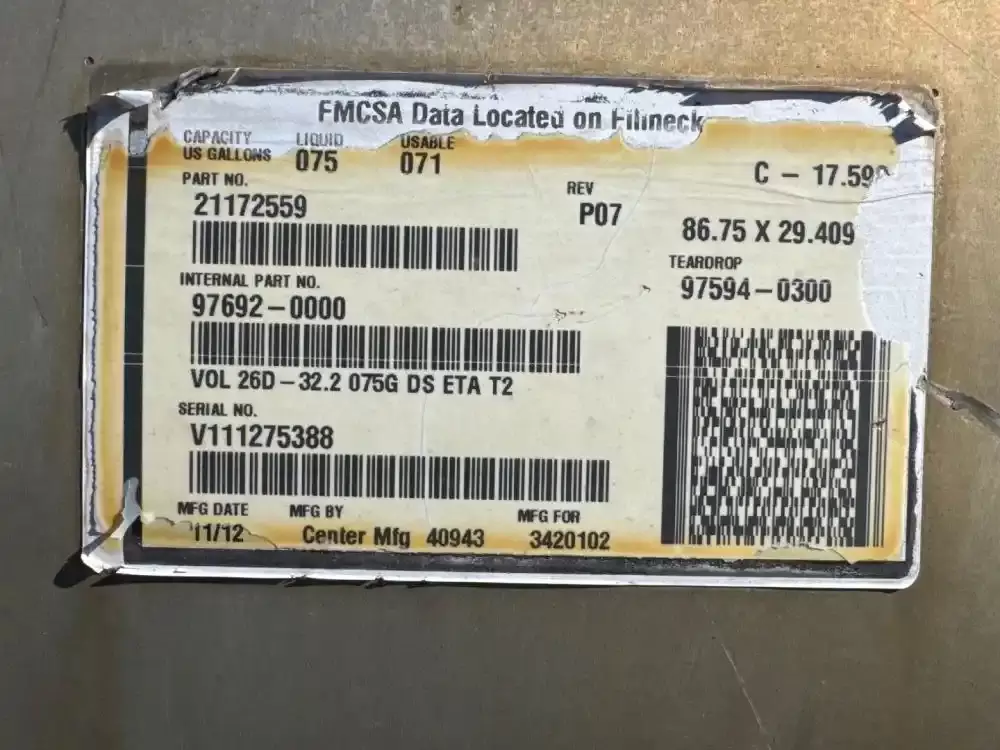 FMCSA Data Located on Fillneck
CAPACITY LIQUID USABLE
US GALLONS 075 071
C - 17.59
PART NO.
21172559
REV
P07
86.75 X 29.409
TEARDROP
97594-0300
INTERNAL PART NO.
97692-0000
VOL 26D-32.2 075G DS ETA T2
SERIAL NO.
V111275388
MFG DATE MFG BY MFG FOR
11/12 Center Mfg 40943 3420102